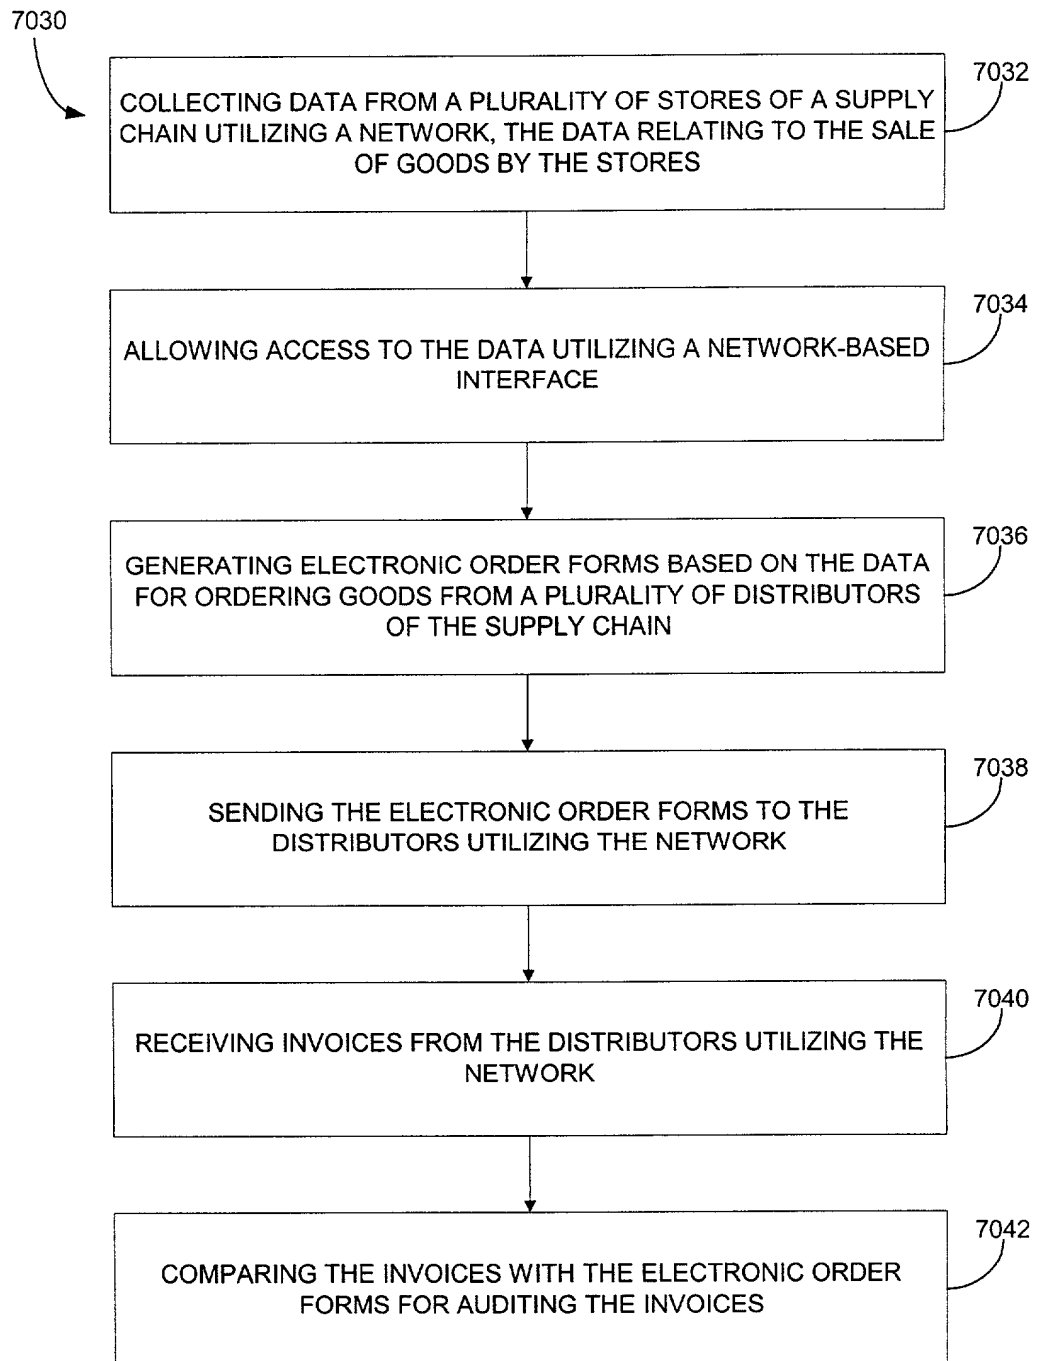 7030
7032
COLLECTING DATA FROM A PLURALITY OF STORES OF A SUPPLY
CHAIN UTILIZING A NETWORK, THE DATA RELATING TO THE SALE
OF GOODS BY THE STORES
7034
ALLOWING ACCESS TO THE DATA UTILIZING A NETWORK-BASED
INTERFACE
7036
GENERATING ELECTRONIC ORDER FORMS BASED ON THE DATA
FOR ORDERING GOODS FROM A PLURALITY OF DISTRIBUTORS
OF THE SUPPLY CHAIN
7038
SENDING THE ELECTRONIC ORDER FORMS TO THE
DISTRIBUTORS UTILIZING THE NETWORK
7040
RECEIVING INVOICES FROM THE DISTRIBUTORS UTILIZING THE
NETWORK
7042
COMPARING THE INVOICES WITH THE ELECTRONIC ORDER
FORMS FOR AUDITING THE INVOICES